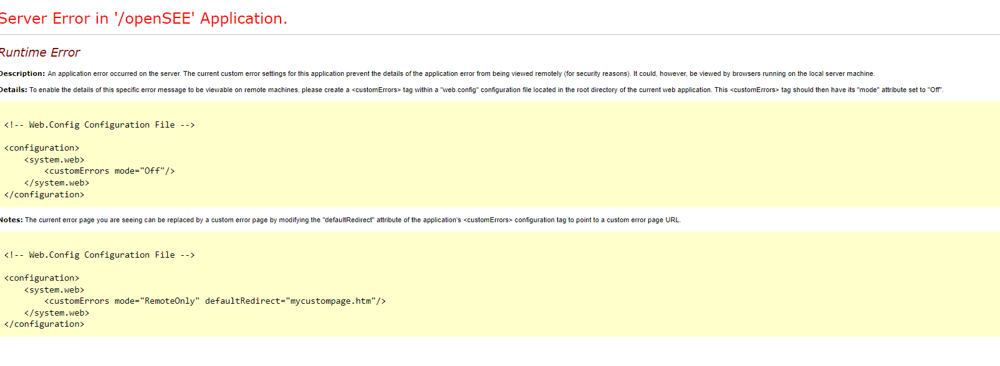 Server Error in '/openSEE' Application.
Runtime Error
Description: An application error occurred on the server. The current custom error settings for this application prevent the details of the application error from being viewed remotely (for security reasons). It could, however, be viewed by browsers running on the local server machine.
Details: To enable the details of this specific error message to be viewable on remote machines, please create a <customErrors> tag within a "web.config" configuration file located in the root directory of the current web application. This <customErrors> tag should then have its "mode" attribute set to "Off".
<!-- Web.Config Configuration File -->
<configuration>
    <system.web>
        <customErrors mode="Off"/>
    </system.web>
</configuration>
Notes: The current error page you are seeing can be replaced by a custom error page by modifying the "defaultRedirect" attribute of the application's <customErrors> configuration tag to point to a custom error page URL.
<!-- Web.Config Configuration File -->
<configuration>
    <system.web>
        <customErrors mode="RemoteOnly" defaultRedirect="mycustompage.htm"/>
    </system.web>
</configuration>